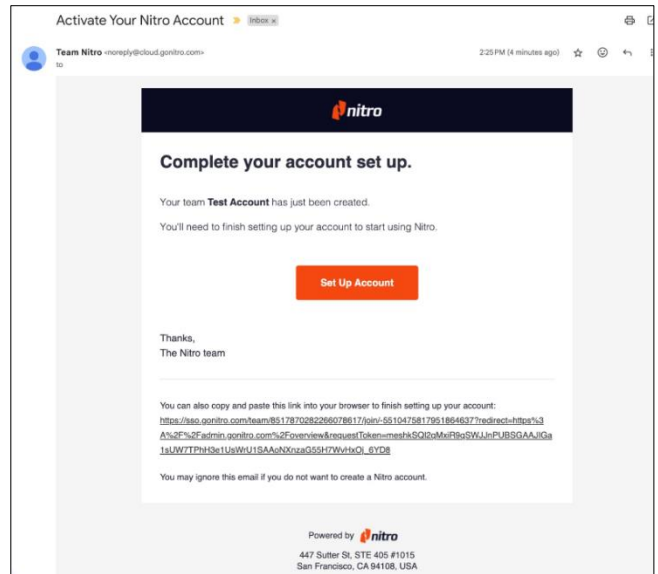 Activate Your Nitro Account
Inbox x
Team Nitro <noreply@cloud.gonitro.com>
2:25 PM (4 minutes ago)
to
nitro
Complete your account set up.
Your team Test Account has just been created.
You'll need to finish setting up your account to start using Nitro.
Set Up Account
Thanks,
The Nitro team
You can also copy and paste this link into your browser to finish setting up your account:
https://sso.gonitro.com/team/8517870282266078617/join/-5510475817951864637?redirect=https%3
A%2F%2Fadmin.gonitro.com%2Foverview&requestToken=meshkSQI2qMxiR9qSWJJnPUBSGAAJIGa
1sUW7TPhH3e1UsWrU1SAAoNXnzaG55H7WvHxOj_6YD8
You may ignore this email if you do not want to create a Nitro account.
Powered by nitro
447 Sutter St, STE 405 #1015
San Francisco, CA 94108, USA